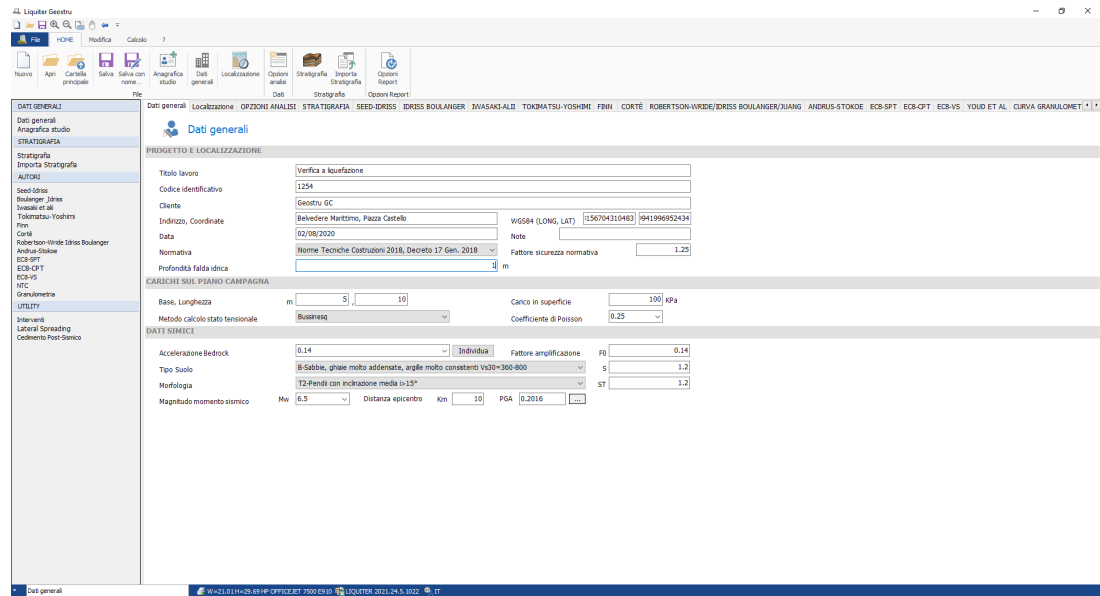 Liquiter Geostru
File HOME Modifica Calcolo ?
Nuovo Apri Cartella principale Salva Salva con nome... Anagrafica studio Dati generali Localizzazione Opzioni analisi Stratigrafia Importa Stratigrafia Opzioni Report
File Dati Stratigrafia Opzioni Report
DATI GENERALI
Dati generali
Anagrafica studio
STRATIGRAFIA
Stratigrafia
Importa Stratigrafia
AUTORI
Seed-Idriss
Boulanger_Idriss
Iwasaki et alii
Tokimatsu-Yoshimi
Finn
Cortè
Robertson-Wride Idriss Boulanger
Andrus-Stokoe
EC8-SPT
EC8-CPT
EC8-VS
NTC
Granulometria
UTILITY
Interventi
Lateral Spreading
Cedimento Post-Sismico
Dati generali Localizzazione OPZIONI ANALISI STRATIGRAFIA SEED-IDRISS IDRISS BOULANGER IWASAKI-ALII TOKIMATSU-YOSHIMI FINN CORTÈ ROBERTSON-WRIDE/IDRISS BOULANGER/JUANG ANDRUS-STOKOE EC8-SPT EC8-CPT EC8-VS YOUD ET AL CURVA GRANULOMET
Dati generali
PROGETTO E LOCALIZZAZIONE
Titolo lavoro Verifica a liquefazione
Codice identificativo 1254
Cliente Geostru GC
Indirizzo, Coordinate Belvedere Marittimo, Piazza Castello WGS84 (LONG, LAT) :156704310483 )941996952434
Data 02/08/2020 Note
Normativa Norme Tecniche Costruzioni 2018, Decreto 17 Gen. 2018 Fattore sicurezza normativa 1.25
Profondità falda idrica 1 m
CARICHI SUL PIANO CAMPAGNA
Base, Lunghezza m 5 , 10 Carico in superficie 100 KPa
Metodo calcolo stato tensionale Bussinesq Coefficiente di Poisson 0.25
DATI SIMICI
Accelerazione Bedrock 0.14 Individua Fattore amplificazione F0 0.14
Tipo Suolo B-Sabbie, ghiaie molto addensate, argille molto consistenti Vs30=360-800 S 1.2
Morfologia T2-Pendii con inclinazione media i>15° ST 1.2
Magnitudo momento sismico Mw 6.5 Distanza epicentro Km 10 PGA 0.2016 ...
Dati generali W=21.01 H=29.69 HP OFFICEJET 7500 E910 LIQUITER 2021.24.5.1022 IT